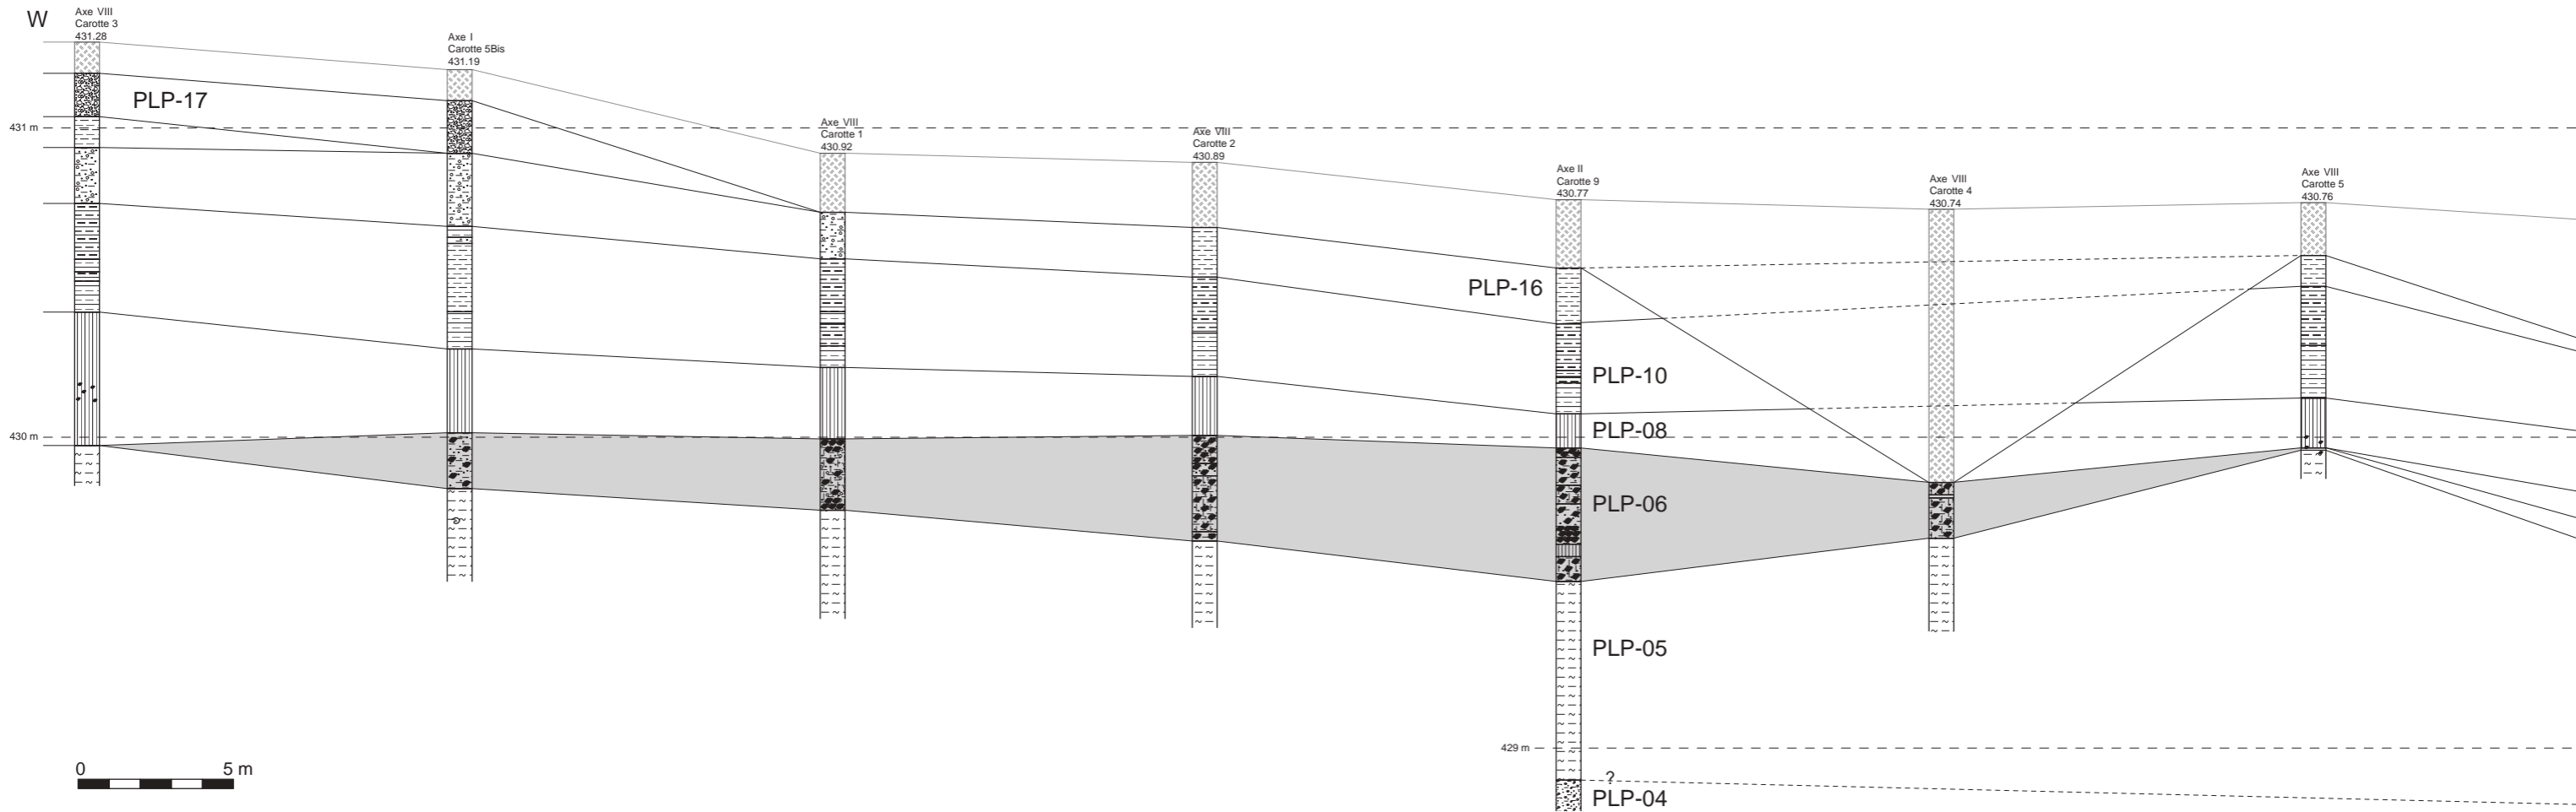 W
Axe VIII
Carotte 3
431.28
Axe I
Carotte 5Bis
431.19
PLP-17
431 m
Axe VIII
Carotte 1
430.92
Axe VIII
Carotte 2
430.89
Axe II
Carotte 9
430.77
Axe VIII
Carotte 4
430.74
Axe VIII
Carotte 5
430.76
PLP-16
PLP-10
PLP-08
430 m
PLP-06
PLP-05
429 m
0 5 m
?
PLP-04